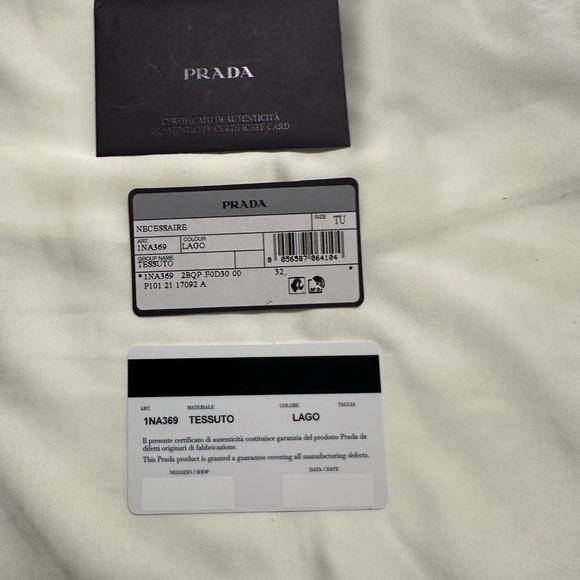 PRADA
CERTIFICATO DI AUTENTICITÀ
AUTHENTICITY CERTIFICATE CARD
PRADA
NECESSAIRE
SIZE TU
ART. COLOUR
1NA369 LAGO
GROUP NAME
TESSUTO
8 056587 064104
* 1NA369 2BQP F0D30 00 32 *
P101 21 17092 A
ART. MATERIALE COLORE TAGLIA
1NA369 TESSUTO LAGO
Il presente certificato di autenticità costituisce garanzia del prodotto Prada da
difetti originari di fabbricazione.
This Prada product is granted a guarantee covering all manufacturing defects.
NEGOZIO / SHOP DATA / DATE